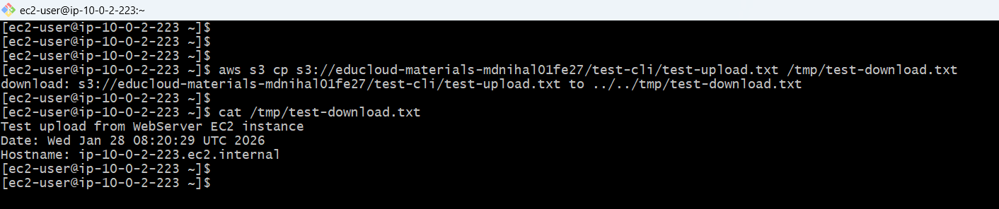 ec2-user@ip-10-0-2-223:~
[ec2-user@ip-10-0-2-223 ~]$
[ec2-user@ip-10-0-2-223 ~]$
[ec2-user@ip-10-0-2-223 ~]$
[ec2-user@ip-10-0-2-223 ~]$ aws s3 cp s3://educloud-materials-mdnihal01fe27/test-cli/test-upload.txt /tmp/test-download.txt
download: s3://educloud-materials-mdnihal01fe27/test-cli/test-upload.txt to ../../tmp/test-download.txt
[ec2-user@ip-10-0-2-223 ~]$
[ec2-user@ip-10-0-2-223 ~]$ cat /tmp/test-download.txt
Test upload from WebServer EC2 instance
Date: Wed Jan 28 08:20:29 UTC 2026
Hostname: ip-10-0-2-223.ec2.internal
[ec2-user@ip-10-0-2-223 ~]$
[ec2-user@ip-10-0-2-223 ~]$